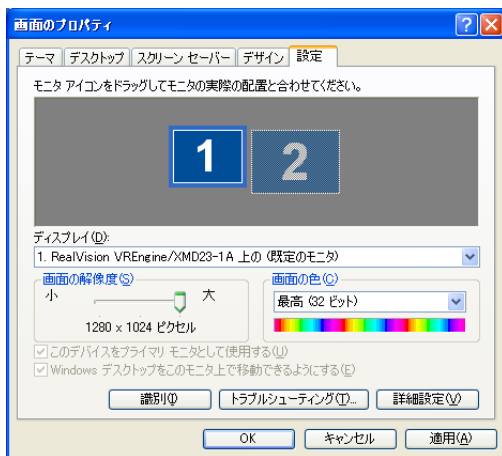 画面のプロパティ
テーマ デスクトップ スクリーン セーバー デザイン 設定
モニタ アイコンをドラッグしてモニタの実際の配置と合わせてください。
1 2
ディスプレイ(D):
1. RealVision VREngine/XMD23-1A 上の (既定のモニタ)
画面の解像度(S) 画面の色(C)
小 大 最高 (32 ビット)
1280 x 1024 ピクセル
このデバイスをプライマリ モニタとして使用する(U)
Windows デスクトップをこのモニタ上で移動できるようにする(E)
識別(I) トラブルシューティング(T)... 詳細設定(V)
OK キャンセル 適用(A)